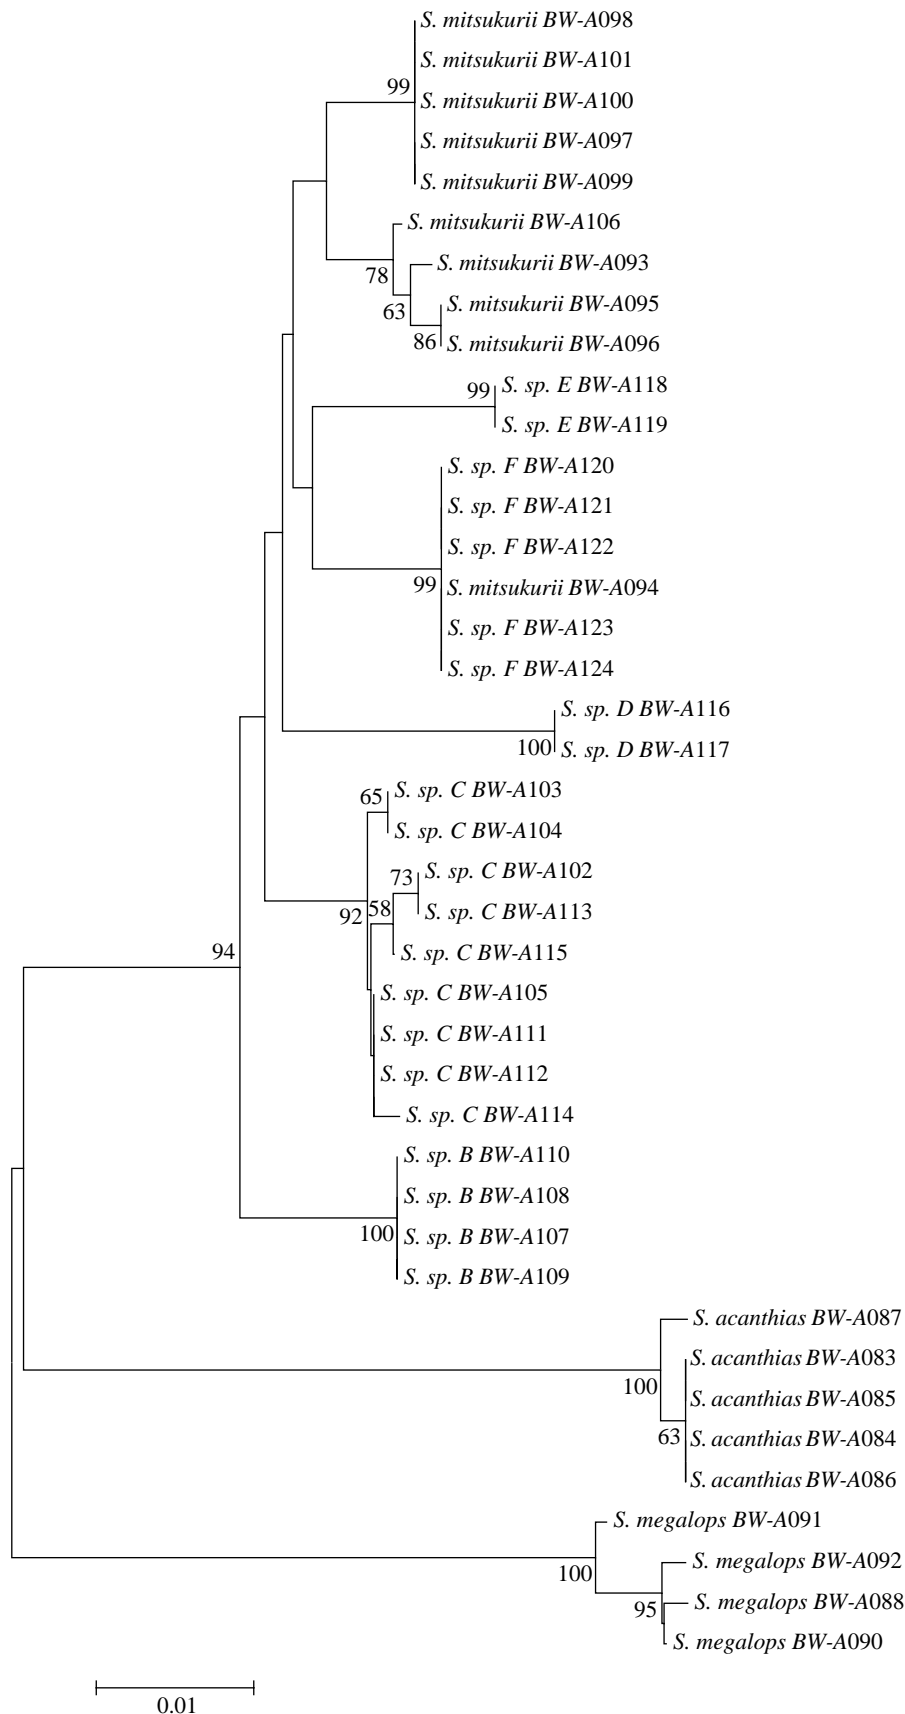 S. mitsukurii BW-A098
S. mitsukurii BW-A101
99
S. mitsukurii BW-A100
S. mitsukurii BW-A097
S. mitsukurii BW-A099
S. mitsukurii BW-A106
S. mitsukurii BW-A093
78
S. mitsukurii BW-A095
63
S. mitsukurii BW-A096
86
S. sp. E BW-A118
99
S. sp. E BW-A119
S. sp. F BW-A120
S. sp. F BW-A121
S. sp. F BW-A122
S. mitsukurii BW-A094
99
S. sp. F BW-A123
S. sp. F BW-A124
S. sp. D BW-A116
S. sp. D BW-A117
100
S. sp. C BW-A103
65
S. sp. C BW-A104
S. sp. C BW-A102
73
S. sp. C BW-A113
58
92
S. sp. C BW-A115
94
S. sp. C BW-A105
S. sp. C BW-A111
S. sp. C BW-A112
S. sp. C BW-A114
S. sp. B BW-A110
S. sp. B BW-A108
S. sp. B BW-A107
100
S. sp. B BW-A109
S. acanthias BW-A087
S. acanthias BW-A083
100
S. acanthias BW-A085
S. acanthias BW-A084
63
S. acanthias BW-A086
S. megalops BW-A091
S. megalops BW-A092
100
S. megalops BW-A088
95
S. megalops BW-A090
0.01